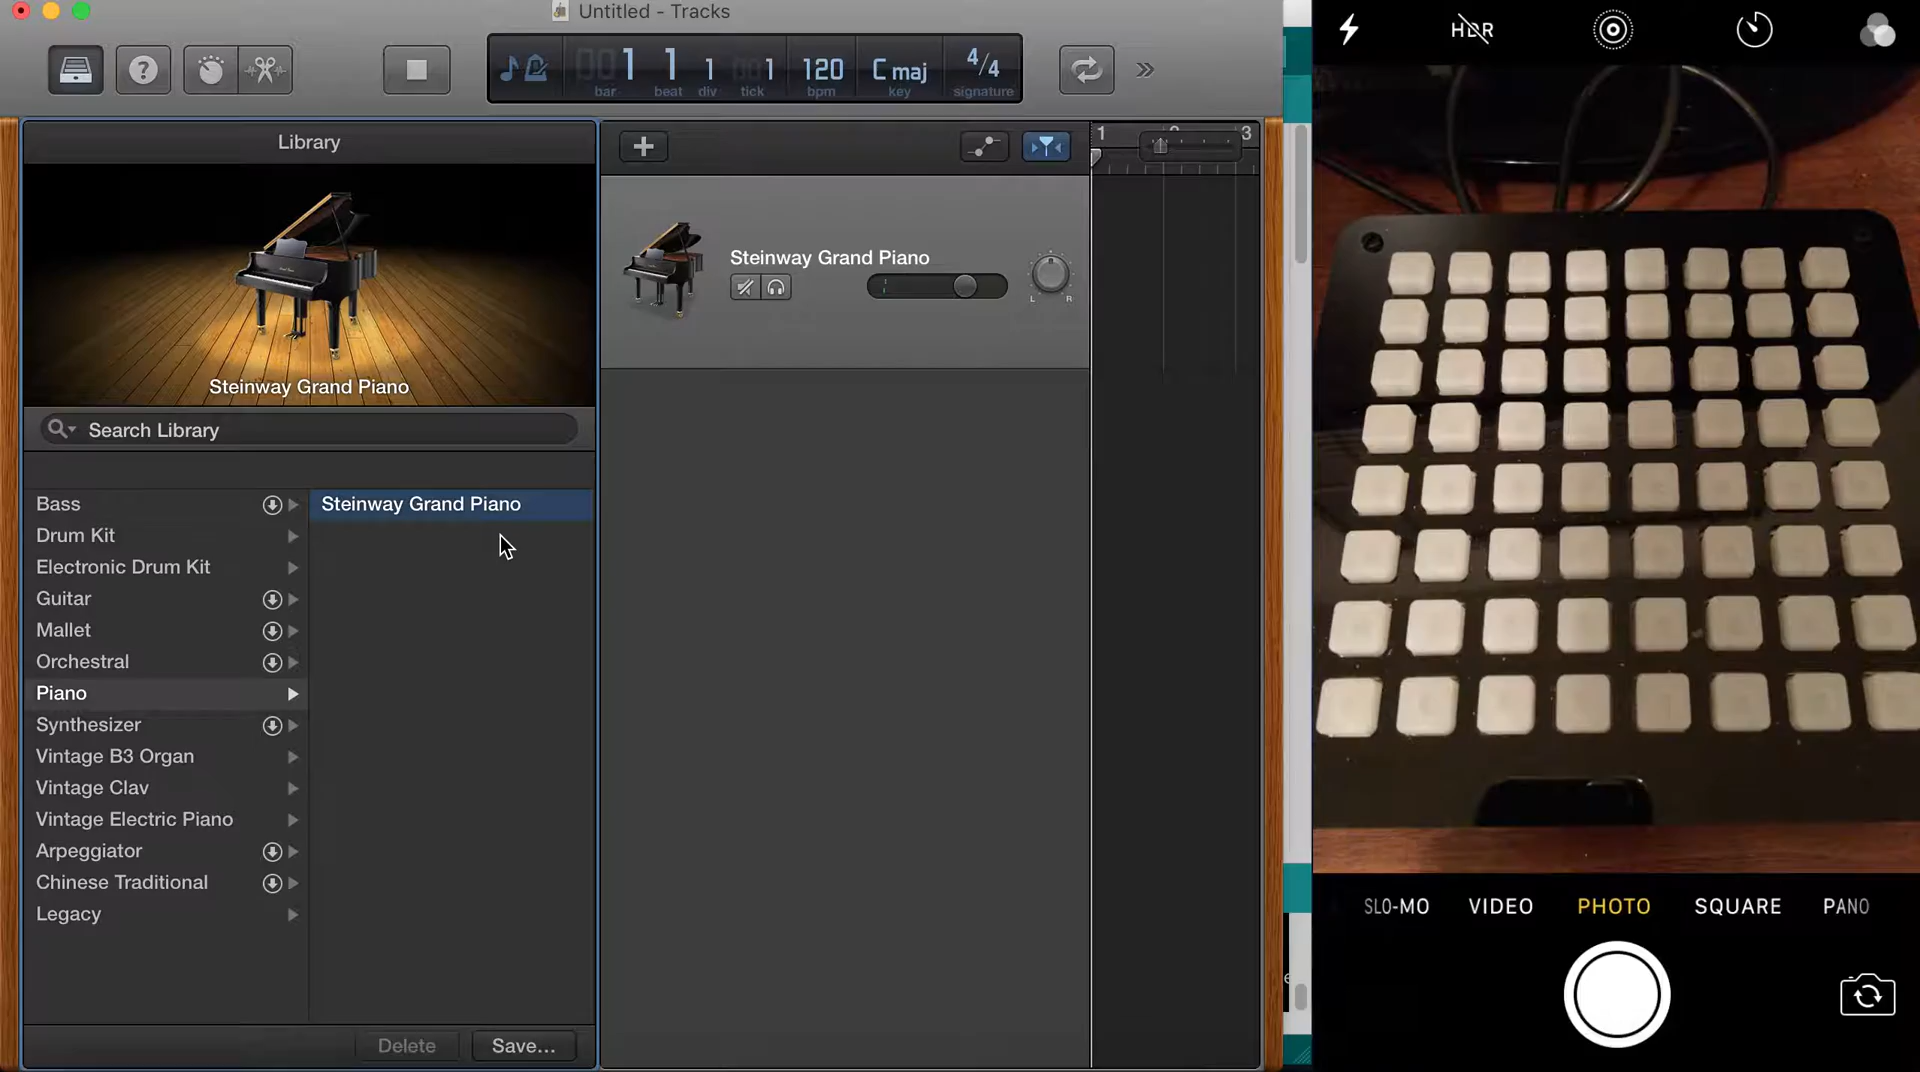 Untitled - Tracks
001 1 1 001 120 C maj 4/4
bar beat div tick bpm key signature
Library
Steinway Grand Piano
Search Library
Bass
Drum Kit
Electronic Drum Kit
Guitar
Mallet
Orchestral
Piano
Synthesizer
Vintage B3 Organ
Vintage Clav
Vintage Electric Piano
Arpeggiator
Chinese Traditional
Legacy
Steinway Grand Piano
Delete Save...
1 2 3
Steinway Grand Piano
L R
HDR
SLO-MO VIDEO PHOTO SQUARE PANO